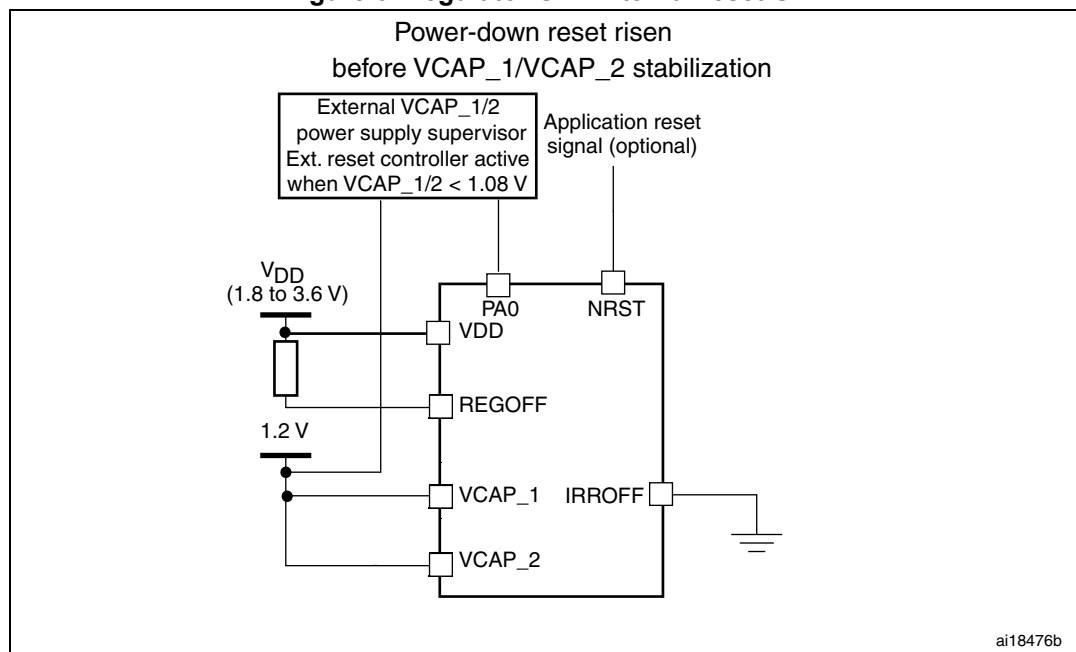 Power-down reset risen
before VCAP_1/VCAP_2 stabilization
External VCAP_1/2
power supply supervisor
Ext. reset controller active
when VCAP_1/2 < 1.08 V
Application reset
signal (optional)
VDD
(1.8 to 3.6 V)
PA0
NRST
VDD
REGOFF
1.2 V
VCAP_1
IRROFF
VCAP_2
ai18476b